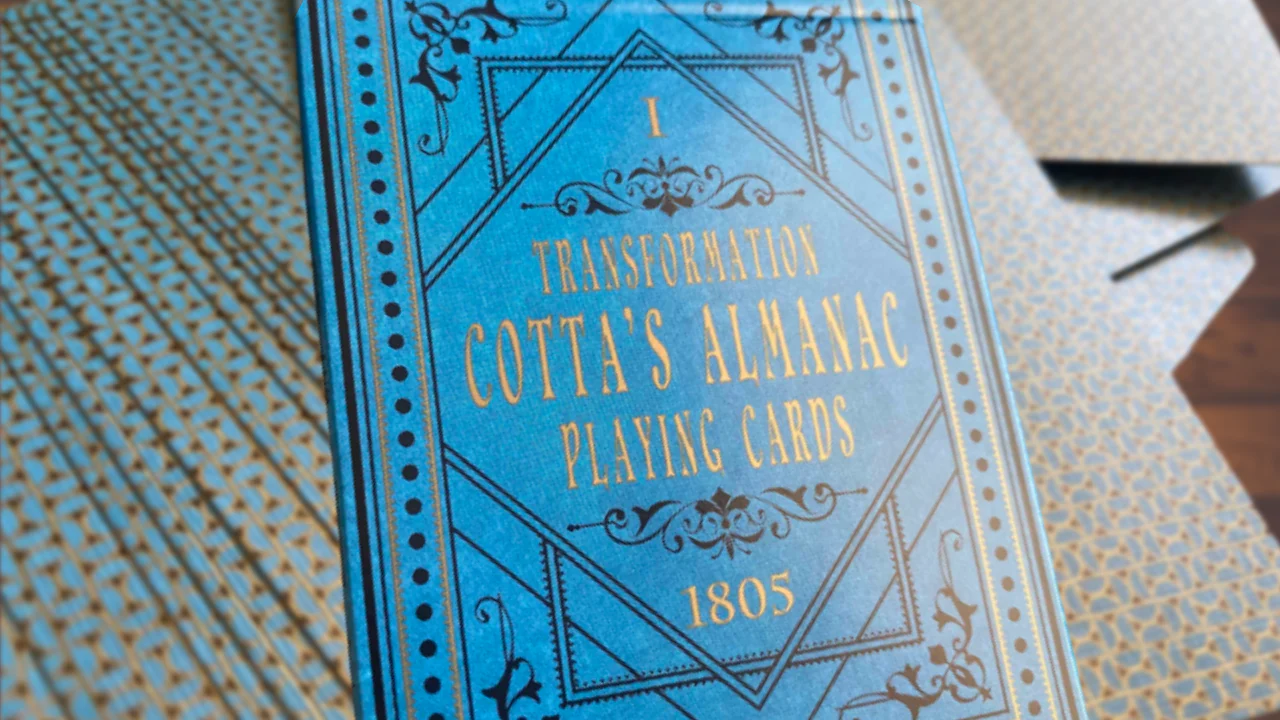 I
TRANSFORMATION
COTTA'S ALMANAC
PLAYING CARDS
1805